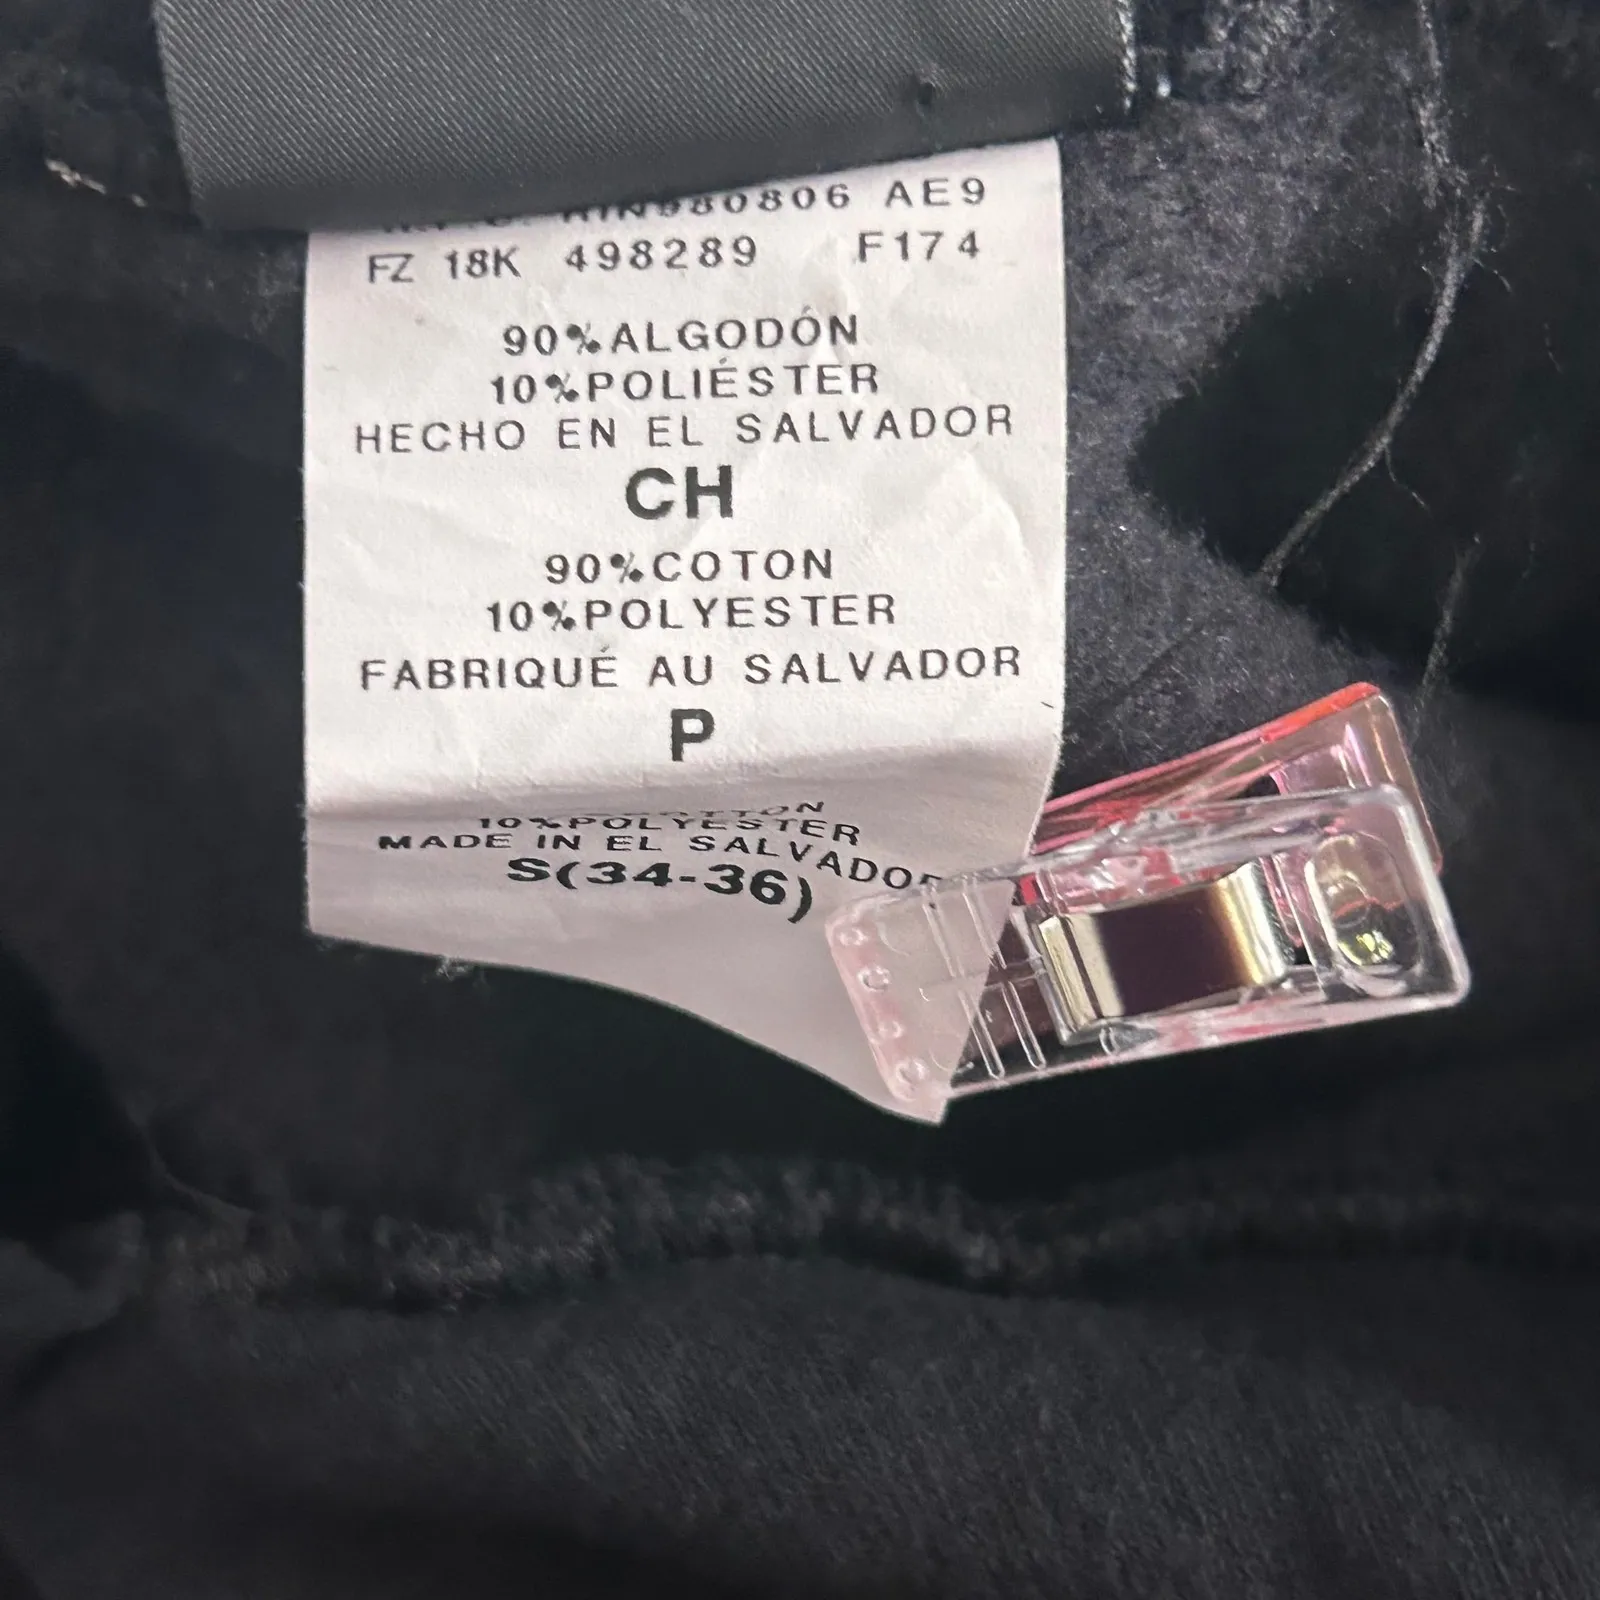 AE9
FZ 18K 498289 F174
90%ALGODÓN
10%POLIÉSTER
HECHO EN EL SALVADOR
CH
90%COTON
10%POLYESTER
FABRIQUÉ AU SALVADOR
P
10%POLYESTER
MADE IN EL SALVADOR
S(34-36)